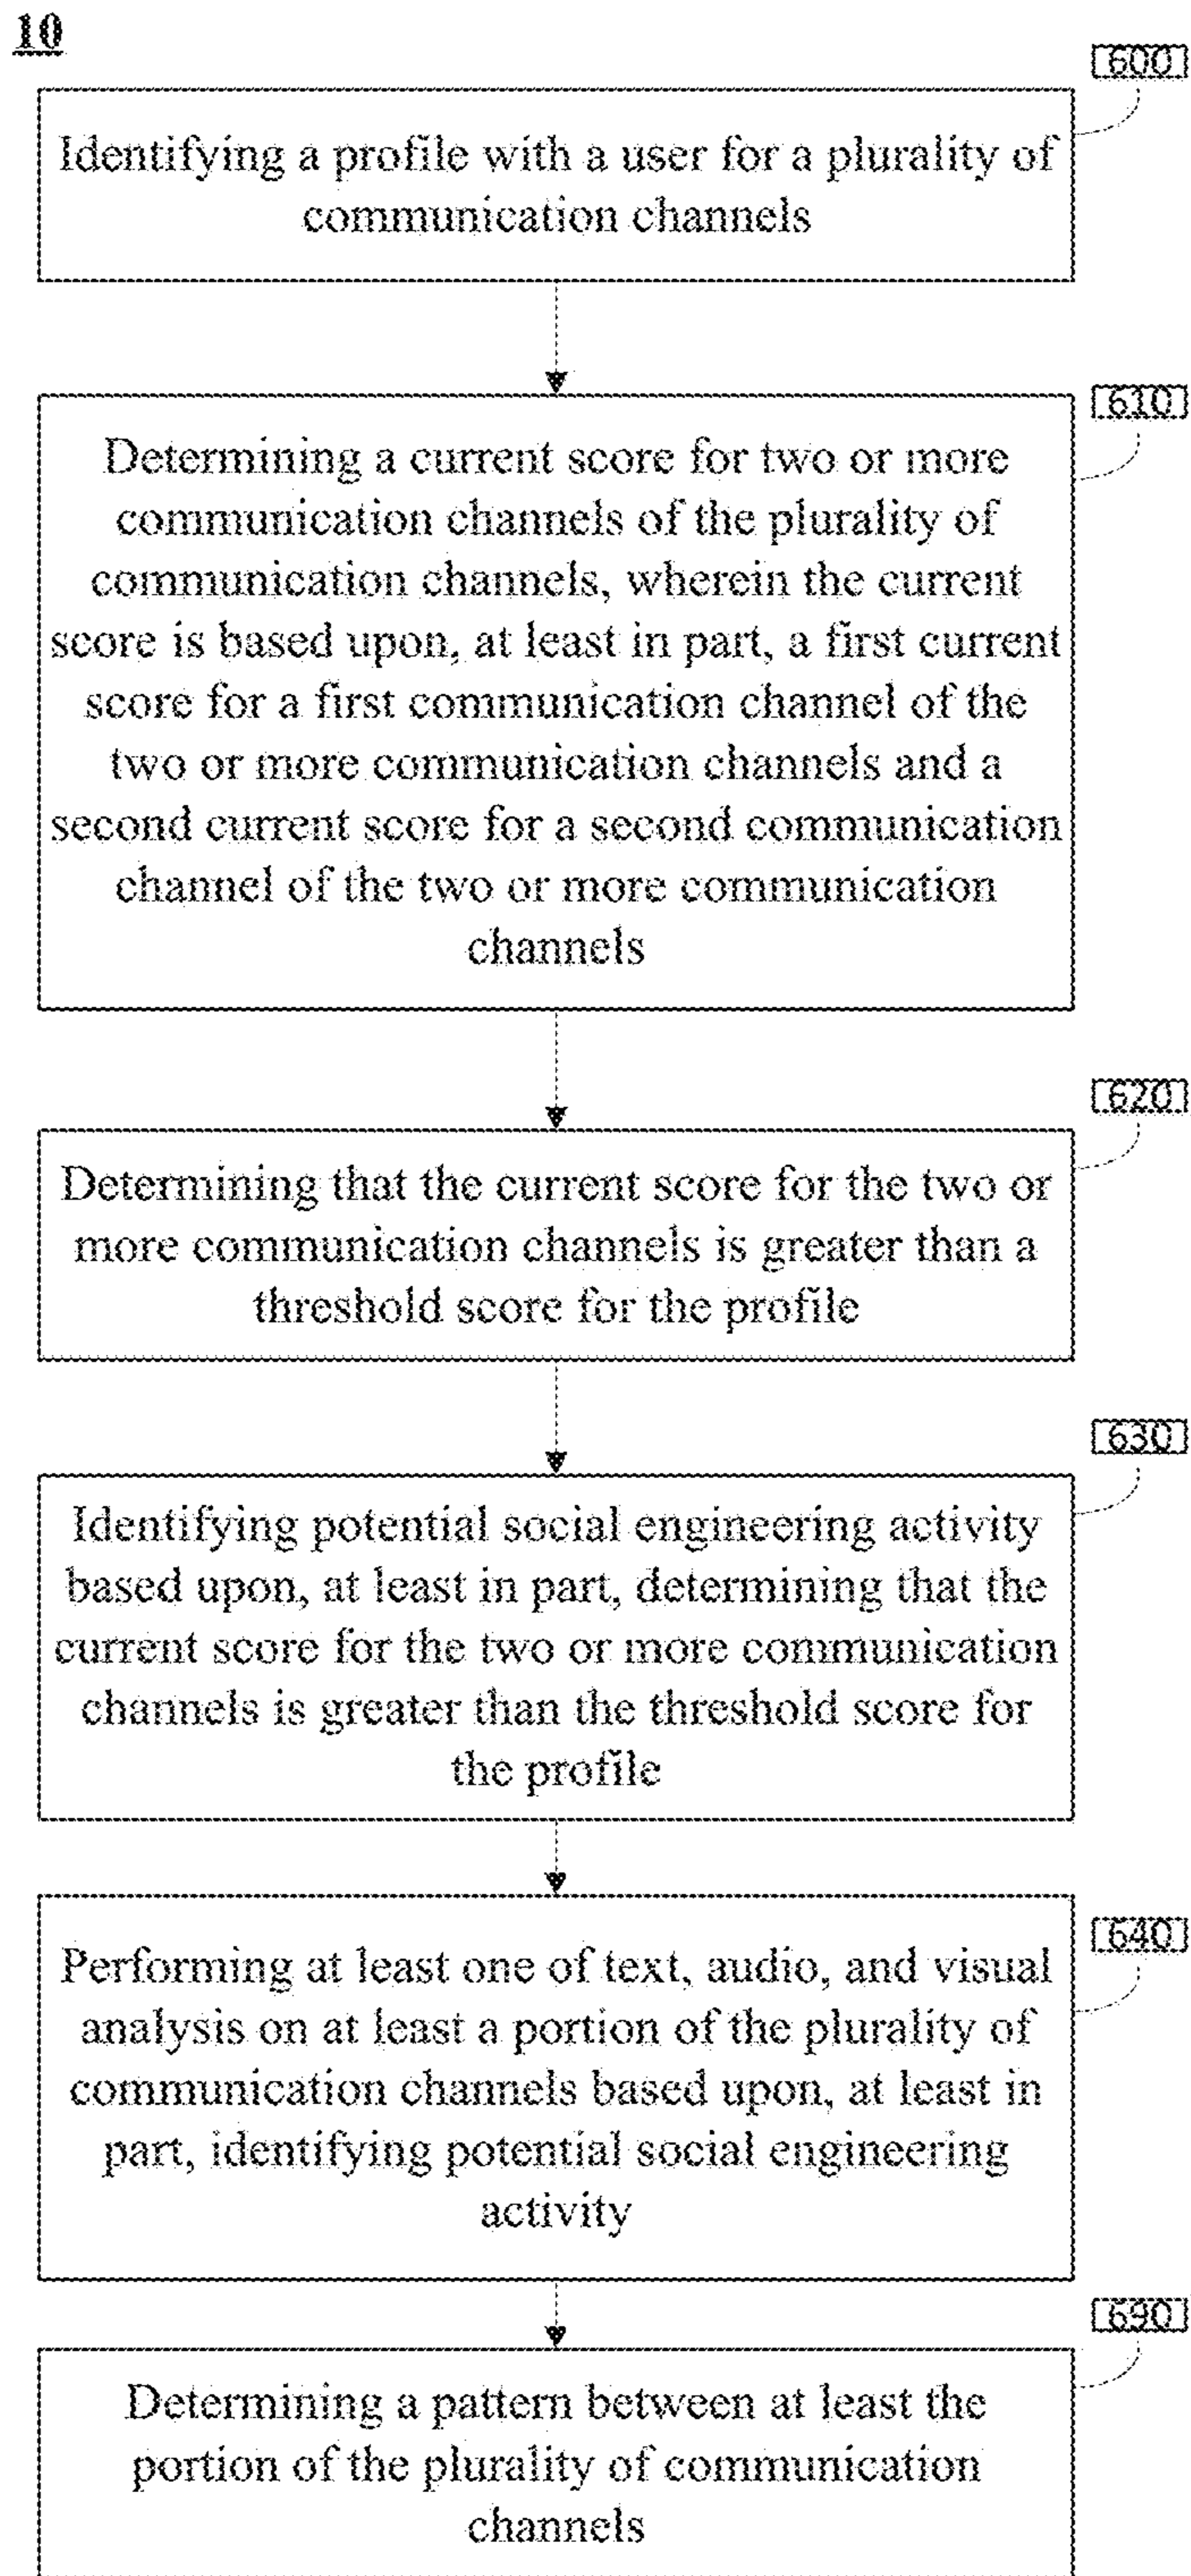 10
600
Identifying a profile with a user for a plurality of
communication channels
610
Determining a current score for two or more
communication channels of the plurality of
communication channels, wherein the current
score is based upon, at least in part, a first current
score for a first communication channel of the
two or more communication channels and a
second current score for a second communication
channel of the two or more communication
channels
620
Determining that the current score for the two or
more communication channels is greater than a
threshold score for the profile
630
Identifying potential social engineering activity
based upon, at least in part, determining that the
current score for the two or more communication
channels is greater than the threshold score for
the profile
640
Performing at least one of text, audio, and visual
analysis on at least a portion of the plurality of
communication channels based upon, at least in
part, identifying potential social engineering
activity
690
Determining a pattern between at least the
portion of the plurality of communication
channels